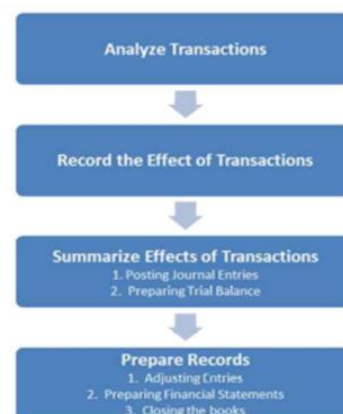 Analyze Transactions
Record the Effect of Transactions
Summarize Effects of Transactions
1. Posting Journal Entries
2. Preparing Trial Balance
Prepare Records
1. Adjusting Entries
2. Preparing Financial Statements
3. Closing the books